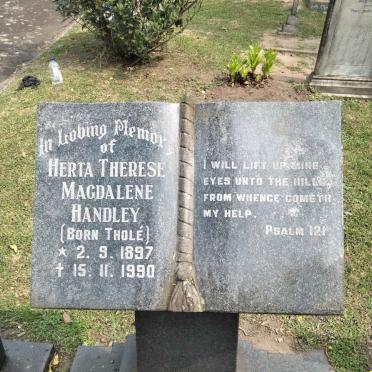 In Loving Memory
of
HERTA THERESE
MAGDALENE
HANDLEY
(BORN THOLÉ)
★ 2. 9. 1897
✝ 15. 11. 1990
I WILL LIFT UP MINE
EYES UNTO THE HILLS
FROM WHENCE COMETH
MY HELP.
PSALM 121